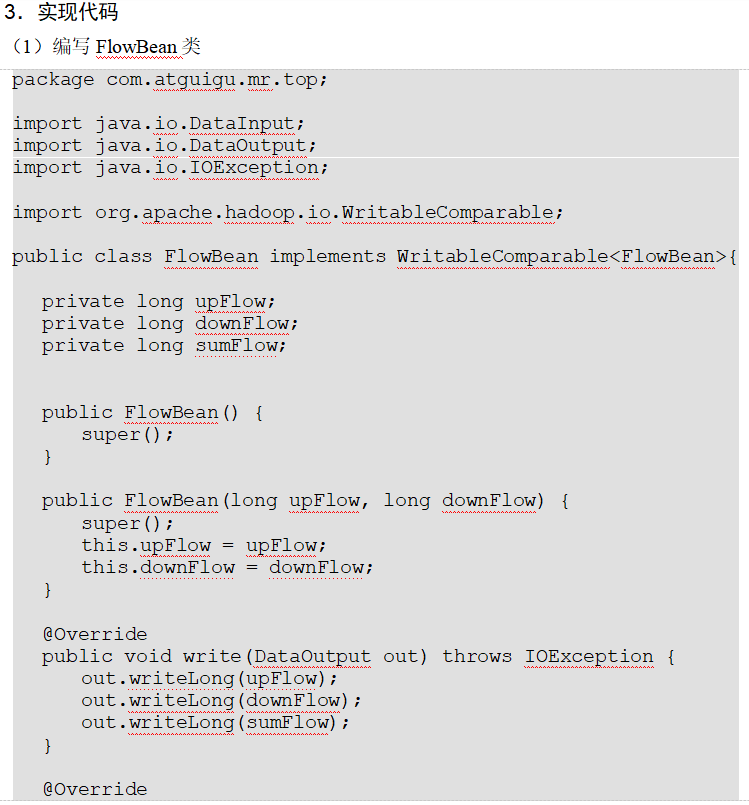 3．实现代码
（1）编写 FlowBean 类
package com.atguigu.mr.top;
import java.io.DataInput;
import java.io.DataOutput;
import java.io.IOException;
import org.apache.hadoop.io.WritableComparable;
public class FlowBean implements WritableComparable<FlowBean>{
private long upFlow;
private long downFlow;
private long sumFlow;
public FlowBean() {
super();
}
public FlowBean(long upFlow, long downFlow) {
super();
this.upFlow = upFlow;
this.downFlow = downFlow;
}
@Override
public void write(DataOutput out) throws IOException {
out.writeLong(upFlow);
out.writeLong(downFlow);
out.writeLong(sumFlow);
}
@Override